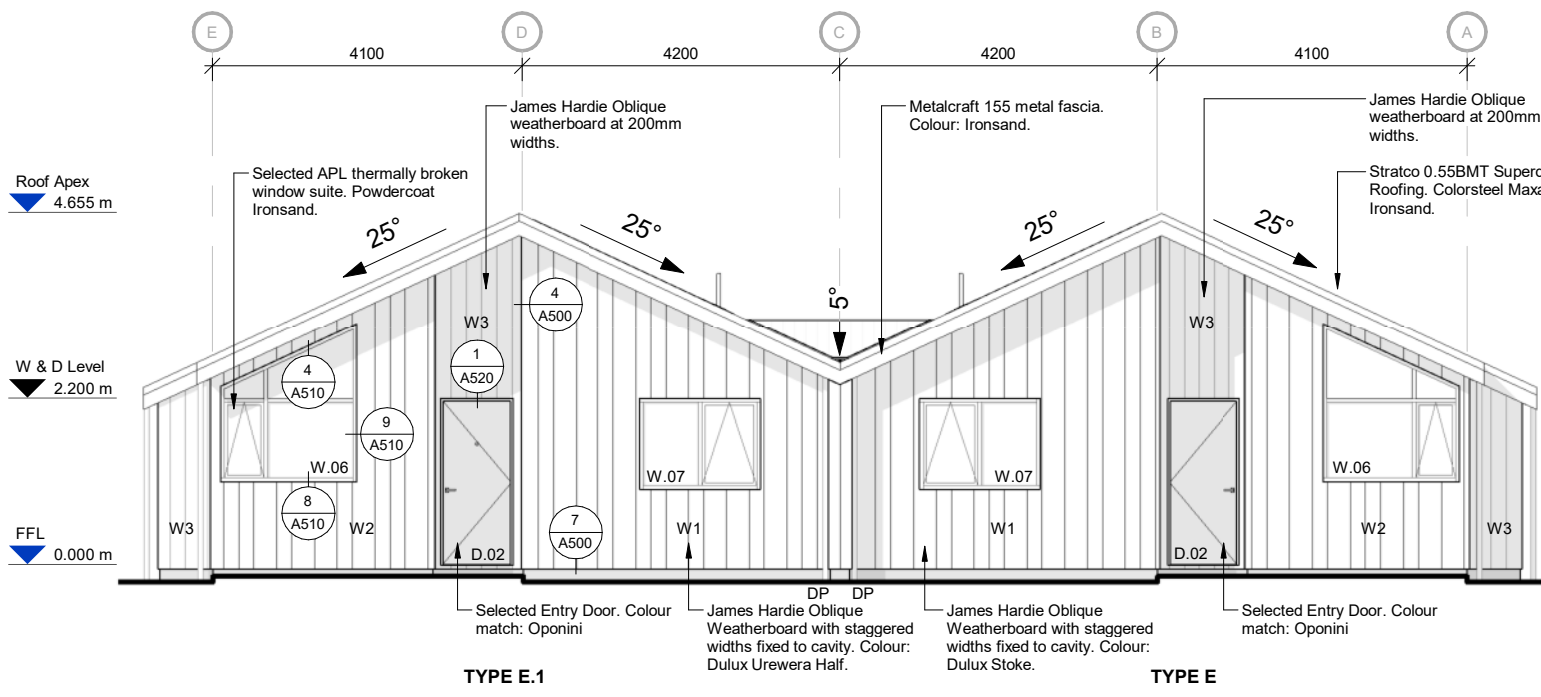 E
D
C
B
A
4100
4200
4200
4100
James Hardie Oblique
weatherboard at 200mm
widths.
Metalcraft 155 metal fascia.
Colour: Ironsand.
James Hardie Oblique
weatherboard at 200mm
widths.
Selected APL thermally broken
window suite. Powdercoat
Ironsand.
Stratco 0.55BMT
Roofing. Colorsteel
Ironsand.
Roof Apex
4.655 m
25°
25°
25°
25°
5°
W & D Level
2.200 m
FFL
0.000 m
W3
4
A500
1
A520
4
A510
9
A510
W.06
8
A510
W3
W2
D.02
7
A500
W.07
W1
W.07
W1
W3
D.02
W.06
W2
W3
DP
DP
Selected Entry Door. Colour
match: Oponini
James Hardie Oblique
Weatherboard with staggered
widths fixed to cavity. Colour:
Dulux Urewera Half.
James Hardie Oblique
Weatherboard with staggered
widths fixed to cavity. Colour:
Dulux Stoke.
Selected Entry Door. Colour
match: Oponini
TYPE E.1
TYPE E